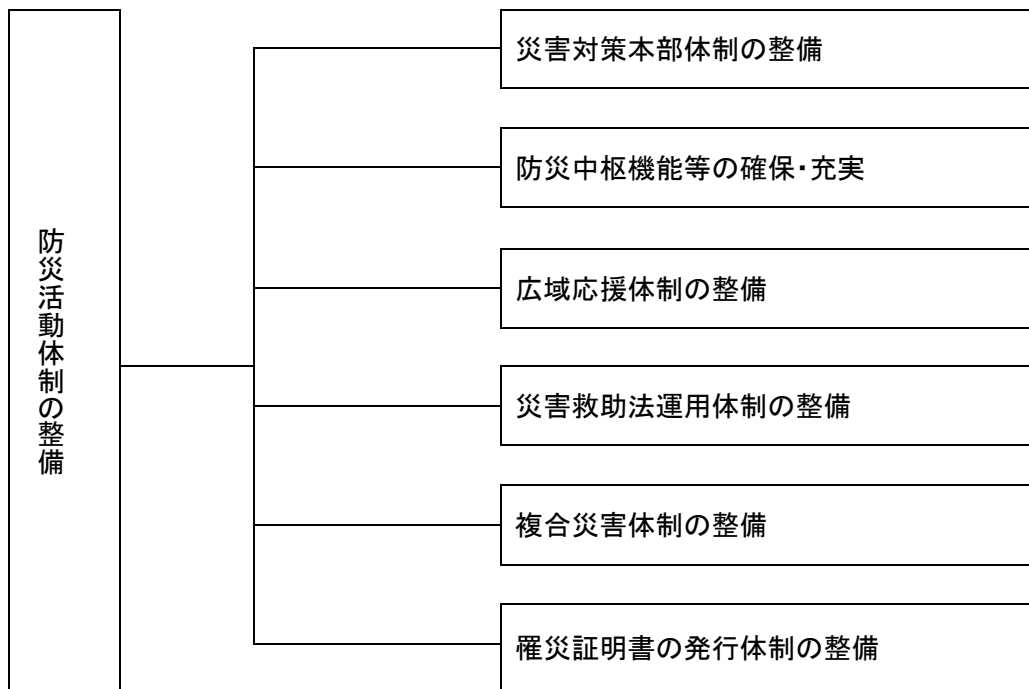 防災活動体制の整備
災害対策本部体制の整備
防災中枢機能等の確保・充実
広域応援体制の整備
災害救助法運用体制の整備
複合災害体制の整備
罹災証明書の発行体制の整備